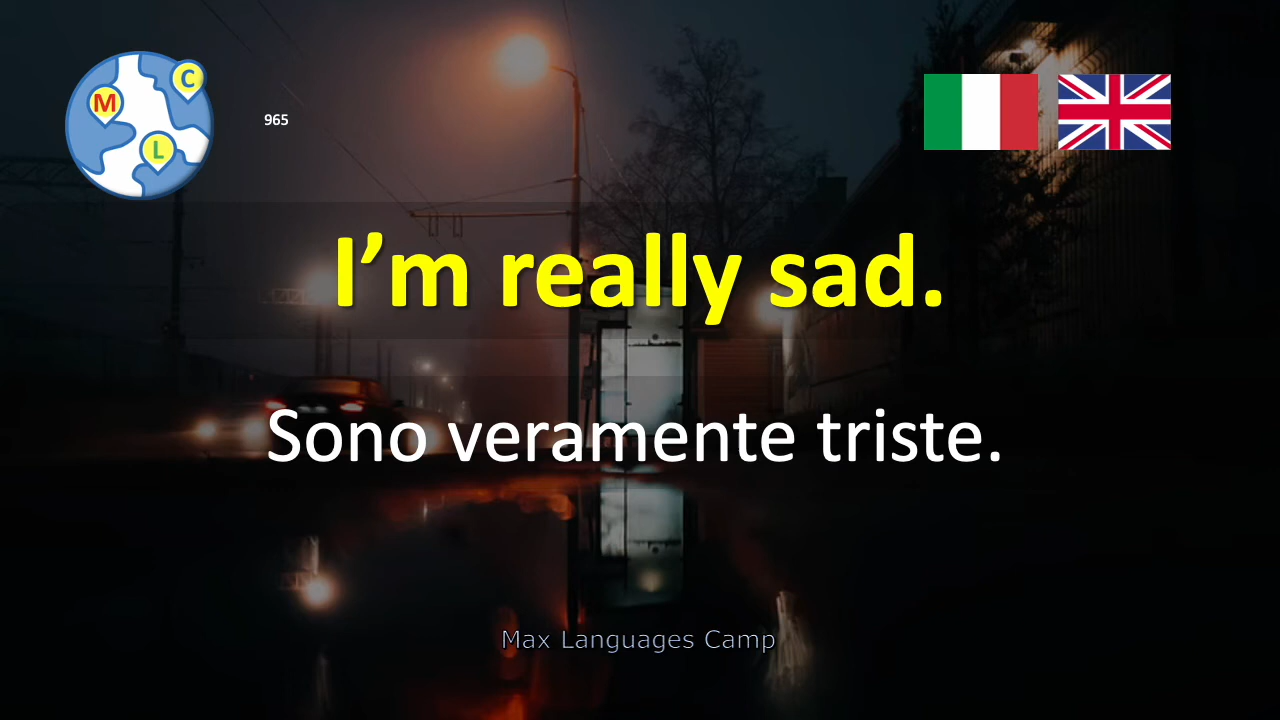 C
M
L
965
I’m really sad.
Sono veramente triste.
Max Languages Camp